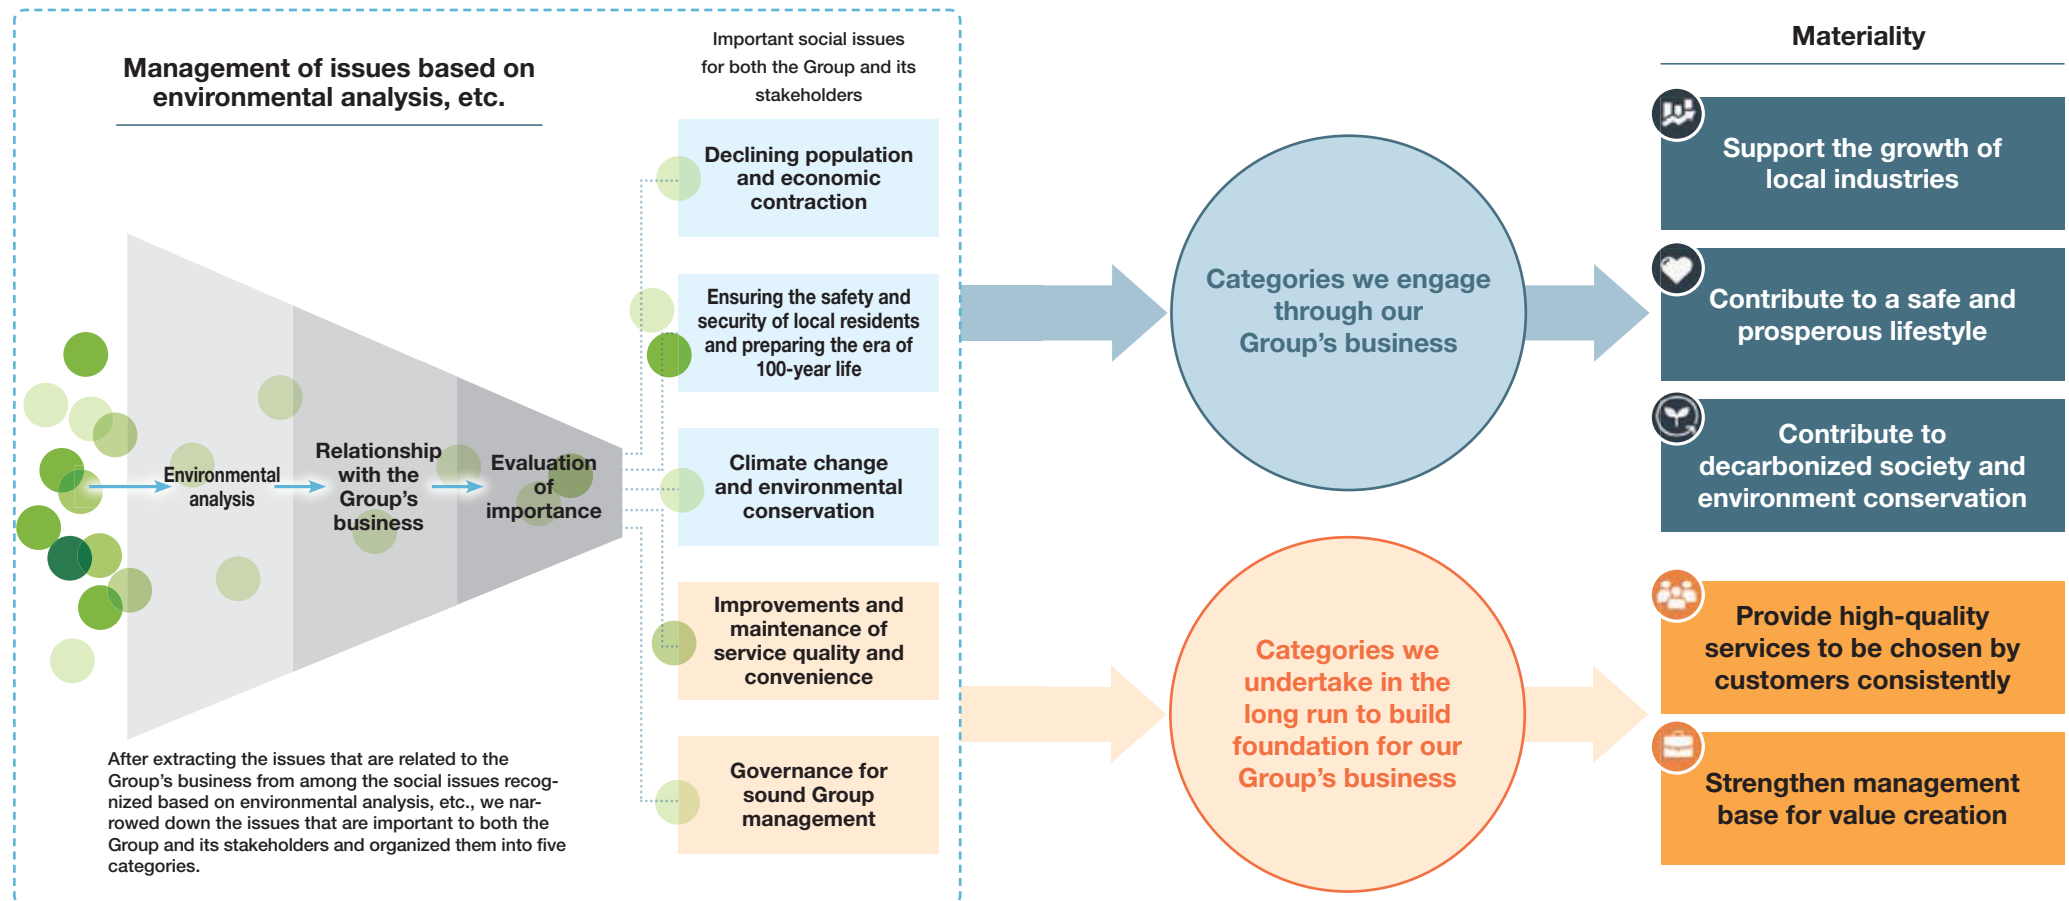 Management of issues based on
environmental analysis, etc.
Environmental
analysis
Relationship
with the
Group’s
business
Evaluation
of
importance
After extracting the issues that are related to the
Group’s business from among the social issues recog-
nized based on environmental analysis, etc., we nar-
rowed down the issues that are important to both the
Group and its stakeholders and organized them into five
categories.
Important social issues
for both the Group and its
stakeholders
Declining population
and economic
contraction
Ensuring the safety and
security of local residents
and preparing the era of
100-year life
Climate change
and environmental
conservation
Improvements and
maintenance of
service quality and
convenience
Governance for
sound Group
management
Categories we engage
through our
Group’s business
Categories we
undertake in the
long run to build
foundation for our
Group’s business
Materiality
Support the growth of
local industries
Contribute to a safe and
prosperous lifestyle
Contribute to
decarbonized society and
environment conservation
Provide high-quality
services to be chosen by
customers consistently
Strengthen management
base for value creation